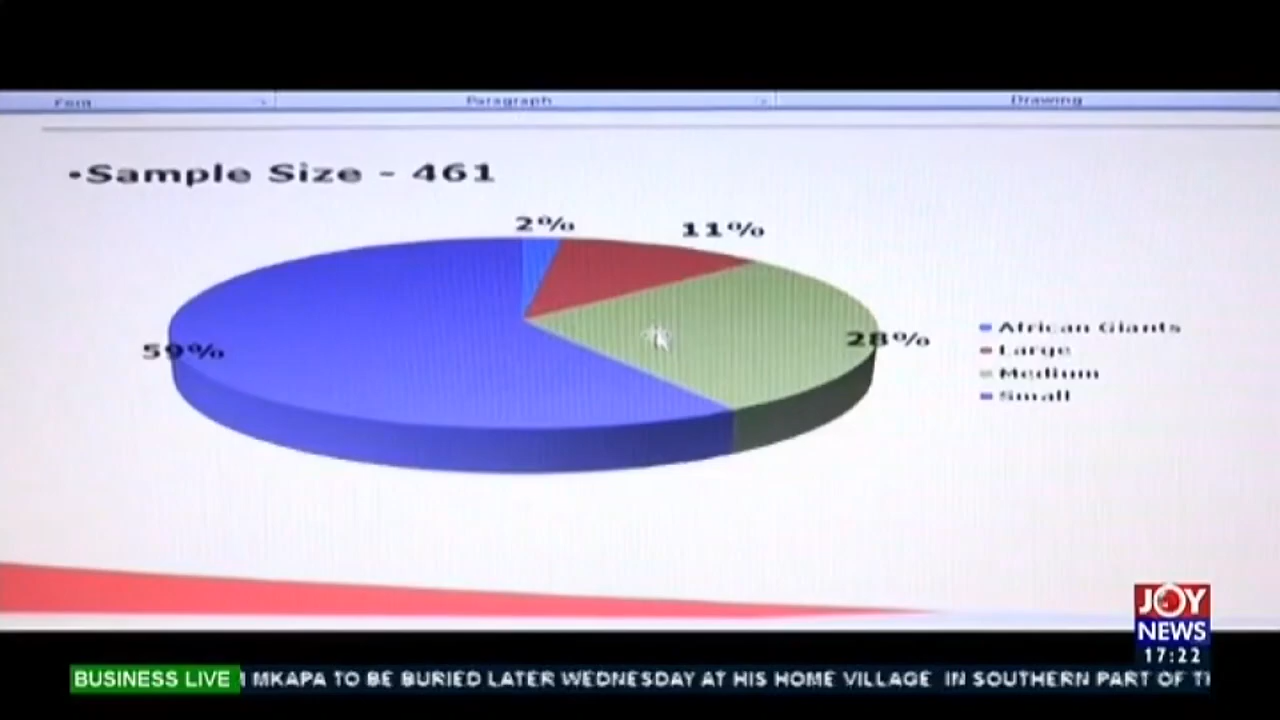 Font
Paragraph
Drawing
•Sample Size - 461
2%
11%
59%
28%
African Giants
Large
Medium
Small
JOY
NEWS
17:22
BUSINESS LIVE
MKAPA TO BE BURIED LATER WEDNESDAY AT HIS HOME VILLAGE IN SOUTHERN PART OF